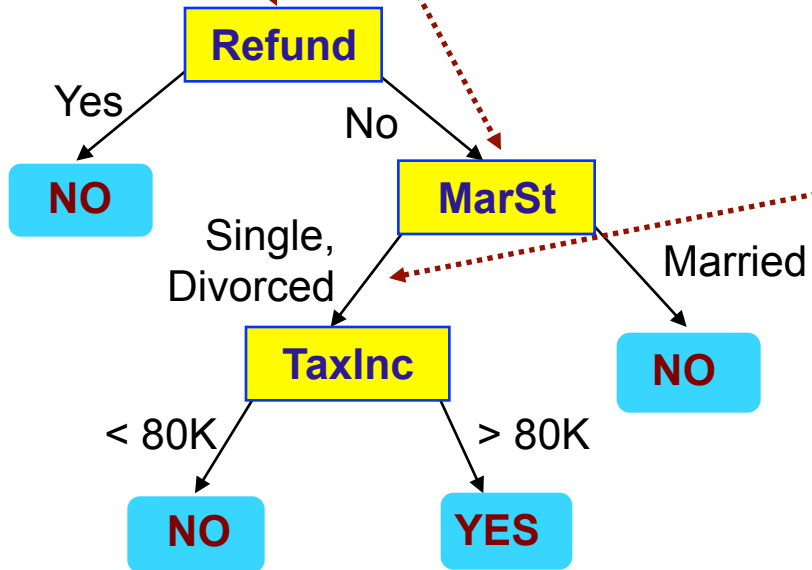 Refund
Yes
No
NO
MarSt
Single,
Divorced
Married
TaxInc
NO
< 80K
> 80K
NO
YES